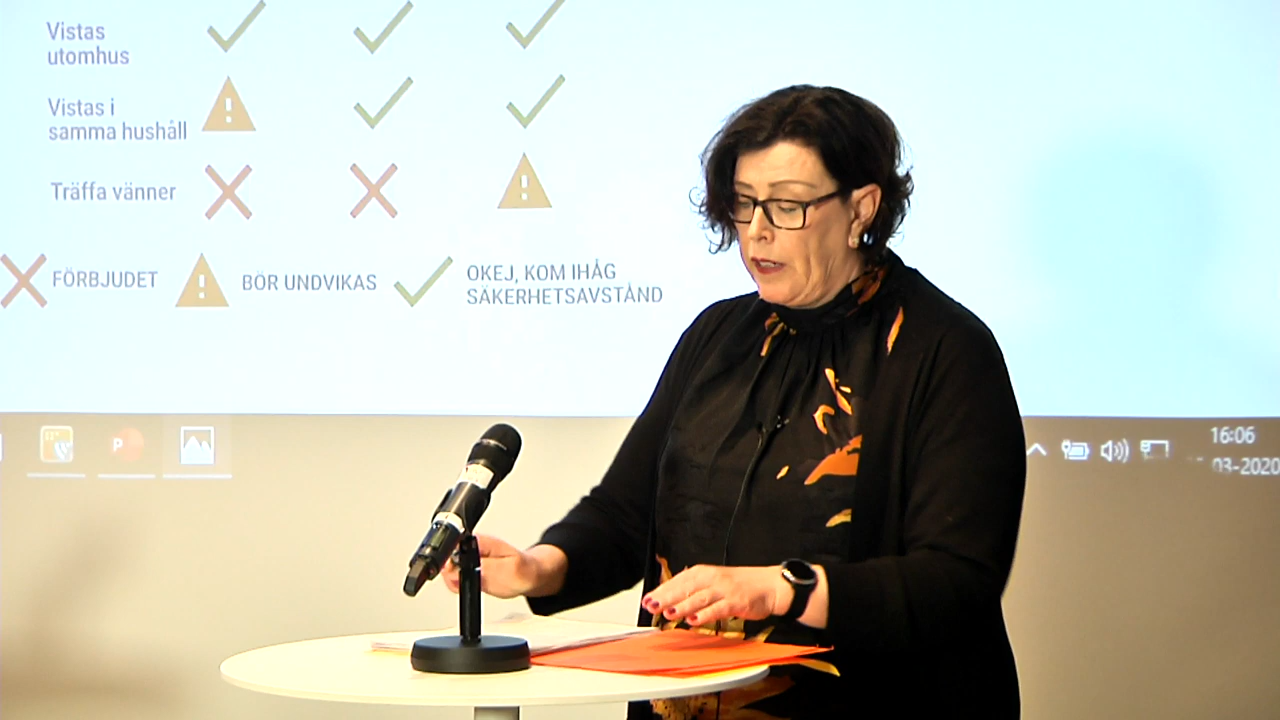 Vistas
utomhus
Vistas i
samma hushåll
Träffa vänner
FÖRBJUDET
BÖR UNDVIKAS
OKEJ, KOM IHÅG
SÄKERHETSAVSTÅND
P
16:06
03-2020